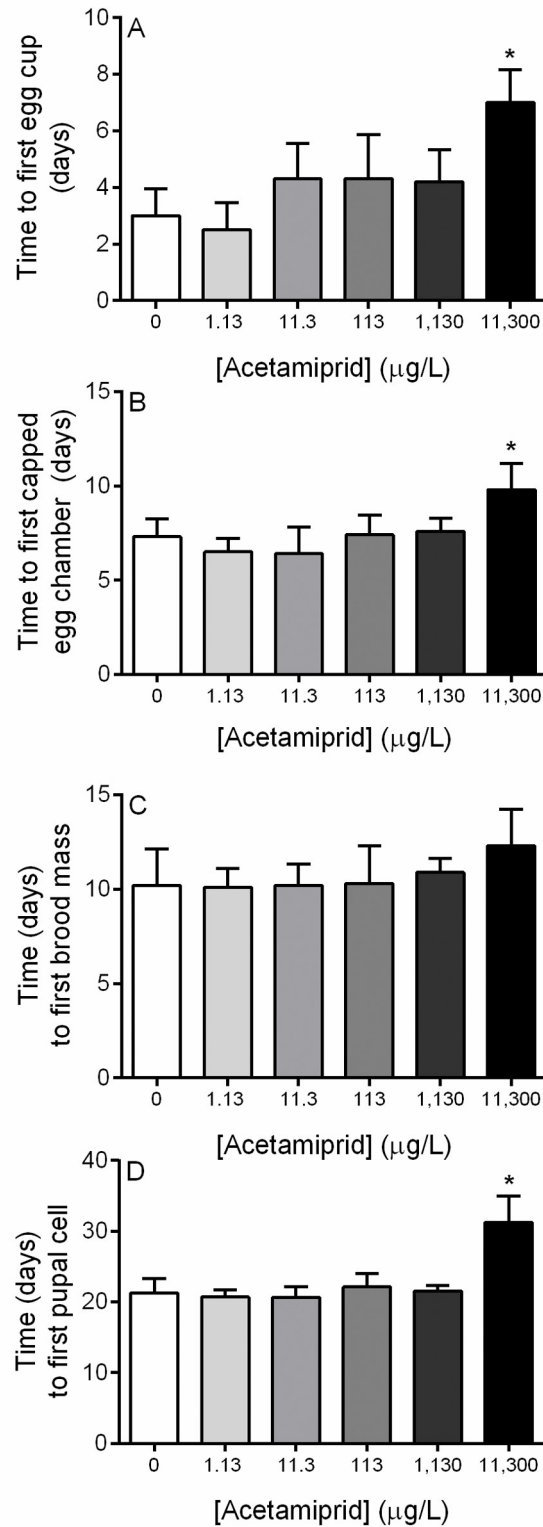 A
Time to first egg cup
(days)
10
8
6
4
2
0
*
0 1.13 11.3 113 1,130 11,300
[Acetamiprid] (μg/L)
B
Time to first capped
egg chamber (days)
15
10
5
0
*
0 1.13 11.3 113 1,130 11,300
[Acetamiprid] (μg/L)
C
Time (days)
to first brood mass
15
10
5
0
0 1.13 11.3 113 1,130 11,300
[Acetamiprid] (μg/L)
D
Time (days)
to first pupal cell
40
30
20
10
0
*
0 1.13 11.3 113 1,130 11,300
[Acetamiprid] (μg/L)